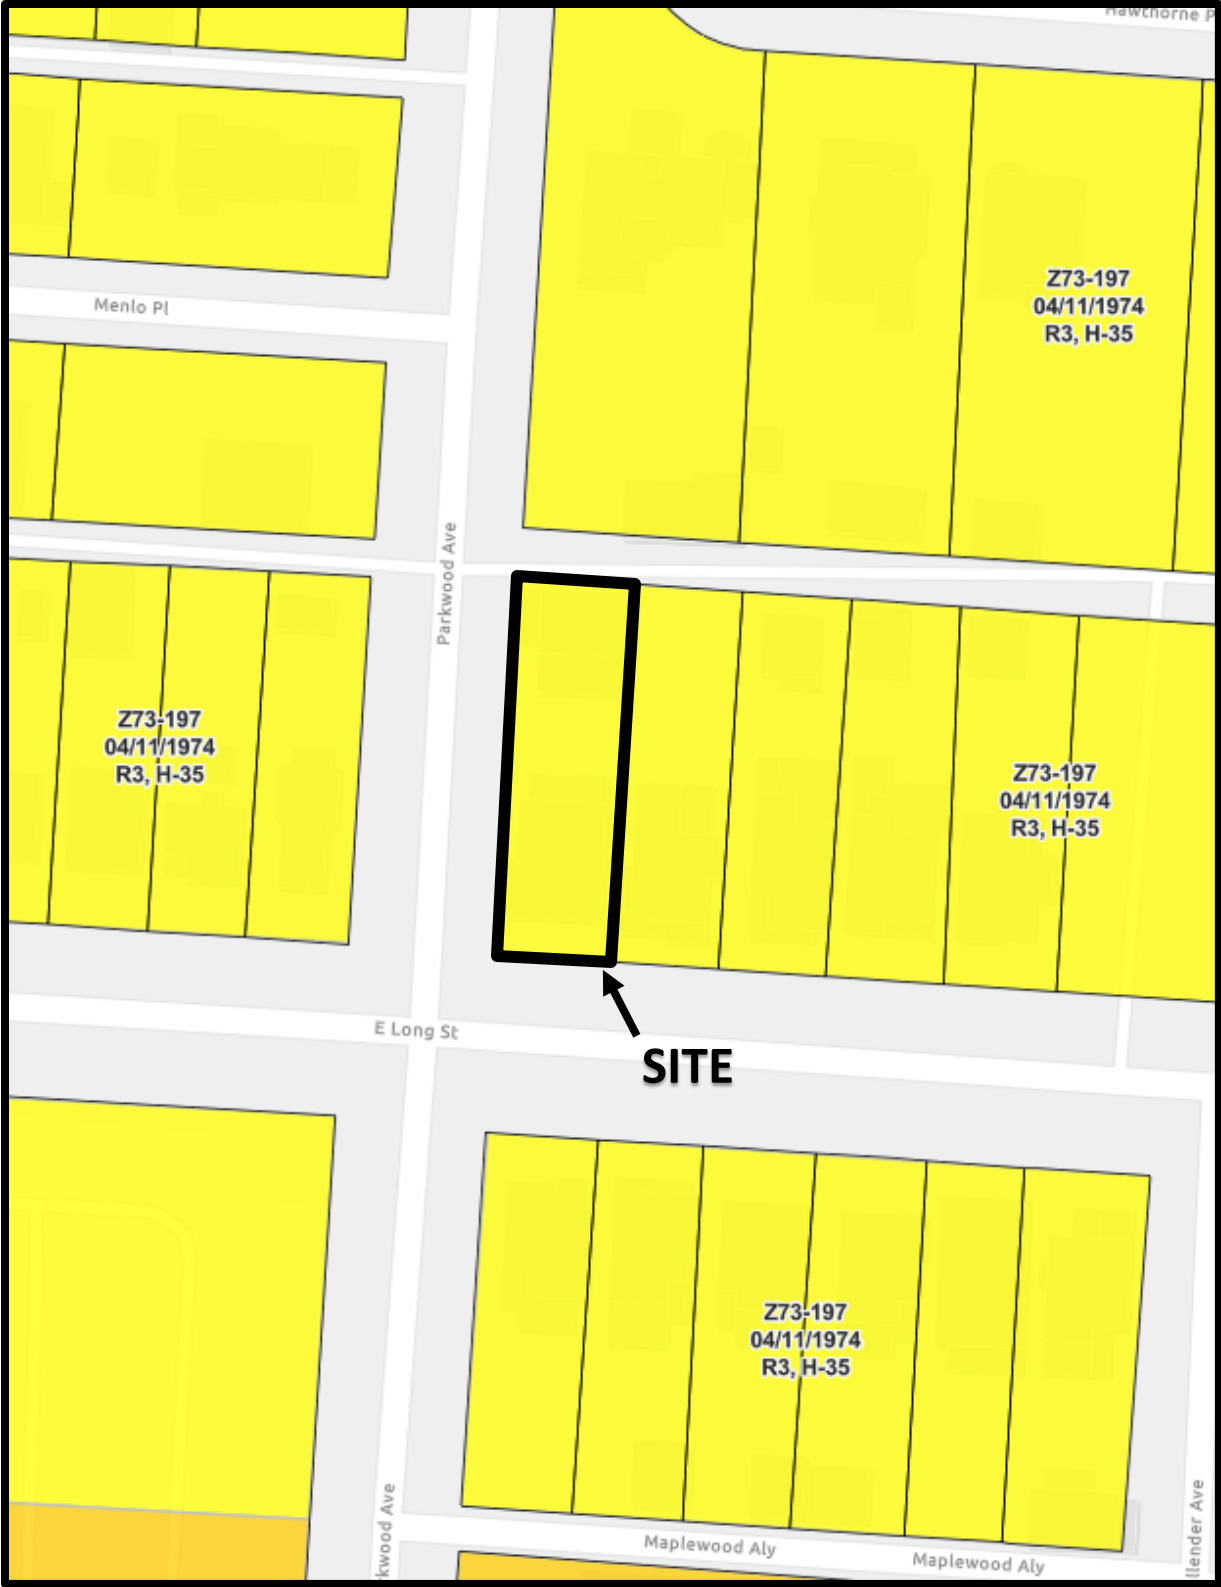 Hawthorne P
Z73-197
04/11/1974
R3, H-35
Menlo Pl
Parkwood Ave
Z73-197
04/11/1974
R3, H-35
Z73-197
04/11/1974
R3, H-35
E Long St
SITE
Z73-197
04/11/1974
R3, H-35
kwood Ave
Maplewood Aly
Maplewood Aly
llender Ave